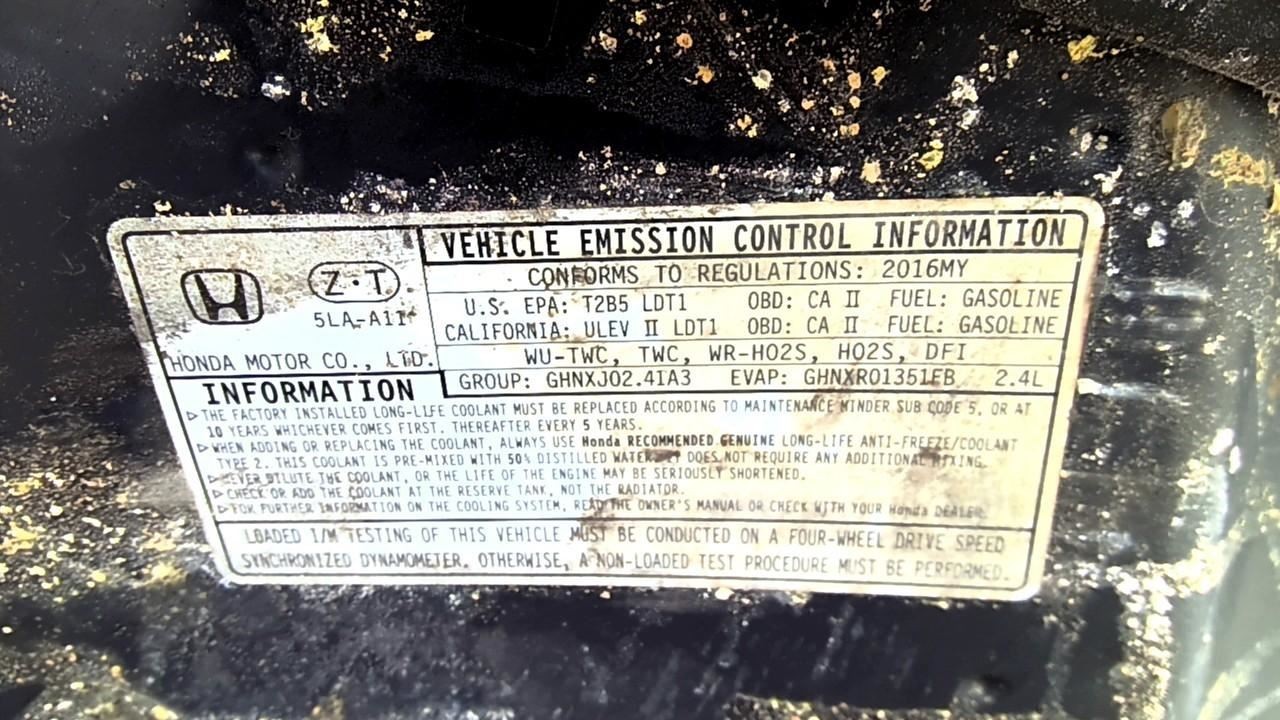 VEHICLE EMISSION CONTROL INFORMATION
CONFORMS TO REGULATIONS: 2016MY
Z·T
5LA-A11
U.S. EPA: T2B5 LDT1 OBD: CA II FUEL: GASOLINE
CALIFORNIA: ULEV II LDT1 OBD: CA II FUEL: GASOLINE
HONDA MOTOR CO., LTD.
WU-TWC, TWC, WR-HO2S, HO2S, DFI
GROUP: GHNXJ02.4IA3 EVAP: GHNXR0135IFB 2.4L
INFORMATION
▷THE FACTORY INSTALLED LONG-LIFE COOLANT MUST BE REPLACED ACCORDING TO MAINTENANCE MINDER SUB CODE 5, OR AT
10 YEARS WHICHEVER COMES FIRST. THEREAFTER EVERY 5 YEARS.
▷WHEN ADDING OR REPLACING THE COOLANT, ALWAYS USE Honda RECOMMENDED GENUINE LONG-LIFE ANTI-FREEZE/COOLANT
TYPE 2. THIS COOLANT IS PRE-MIXED WITH 50% DISTILLED WATER. IT DOES NOT REQUIRE ANY ADDITIONAL MIXING.
▷NEVER DILUTE THE COOLANT, OR THE LIFE OF THE ENGINE MAY BE SERIOUSLY SHORTENED.
▷CHECK OR ADD THE COOLANT AT THE RESERVE TANK, NOT THE RADIATOR.
▷FOR FURTHER INFORMATION ON THE COOLING SYSTEM, READ THE OWNER'S MANUAL OR CHECK WITH YOUR Honda DEALER.
LOADED I/M TESTING OF THIS VEHICLE MUST BE CONDUCTED ON A FOUR-WHEEL DRIVE SPEED
SYNCHRONIZED DYNAMOMETER. OTHERWISE, A NON-LOADED TEST PROCEDURE MUST BE PERFORMED.